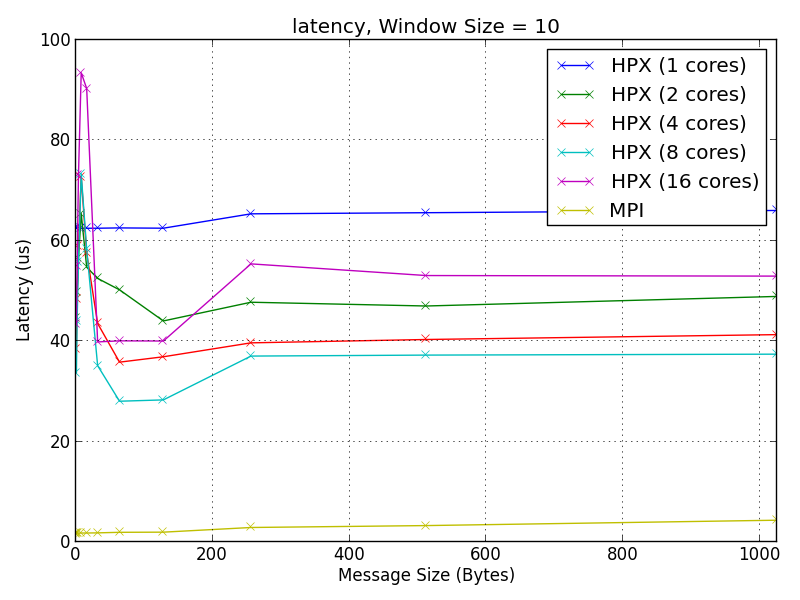 latency, Window Size = 10
100
80
60
40
20
0
Latency (us)
HPX (1 cores)
HPX (2 cores)
HPX (4 cores)
HPX (8 cores)
HPX (16 cores)
MPI
0 200 400 600 800 1000
Message Size (Bytes)